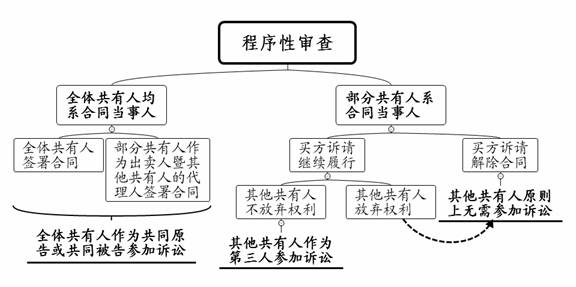 程序性审查
全体共有人均
系合同当事人
部分共有人系
合同当事人
全体共有人
签署合同
部分共有人作
为出卖人暨其
他共有人的代
理人签署合同
买方诉请
继续履行
买方诉请
解除合同
其他共有人
不放弃权利
其他共有人
放弃权利
其他共有人原则
上无需参加诉讼
全体共有人作为共同原
告或共同被告参加诉讼
其他共有人作为
第三人参加诉讼